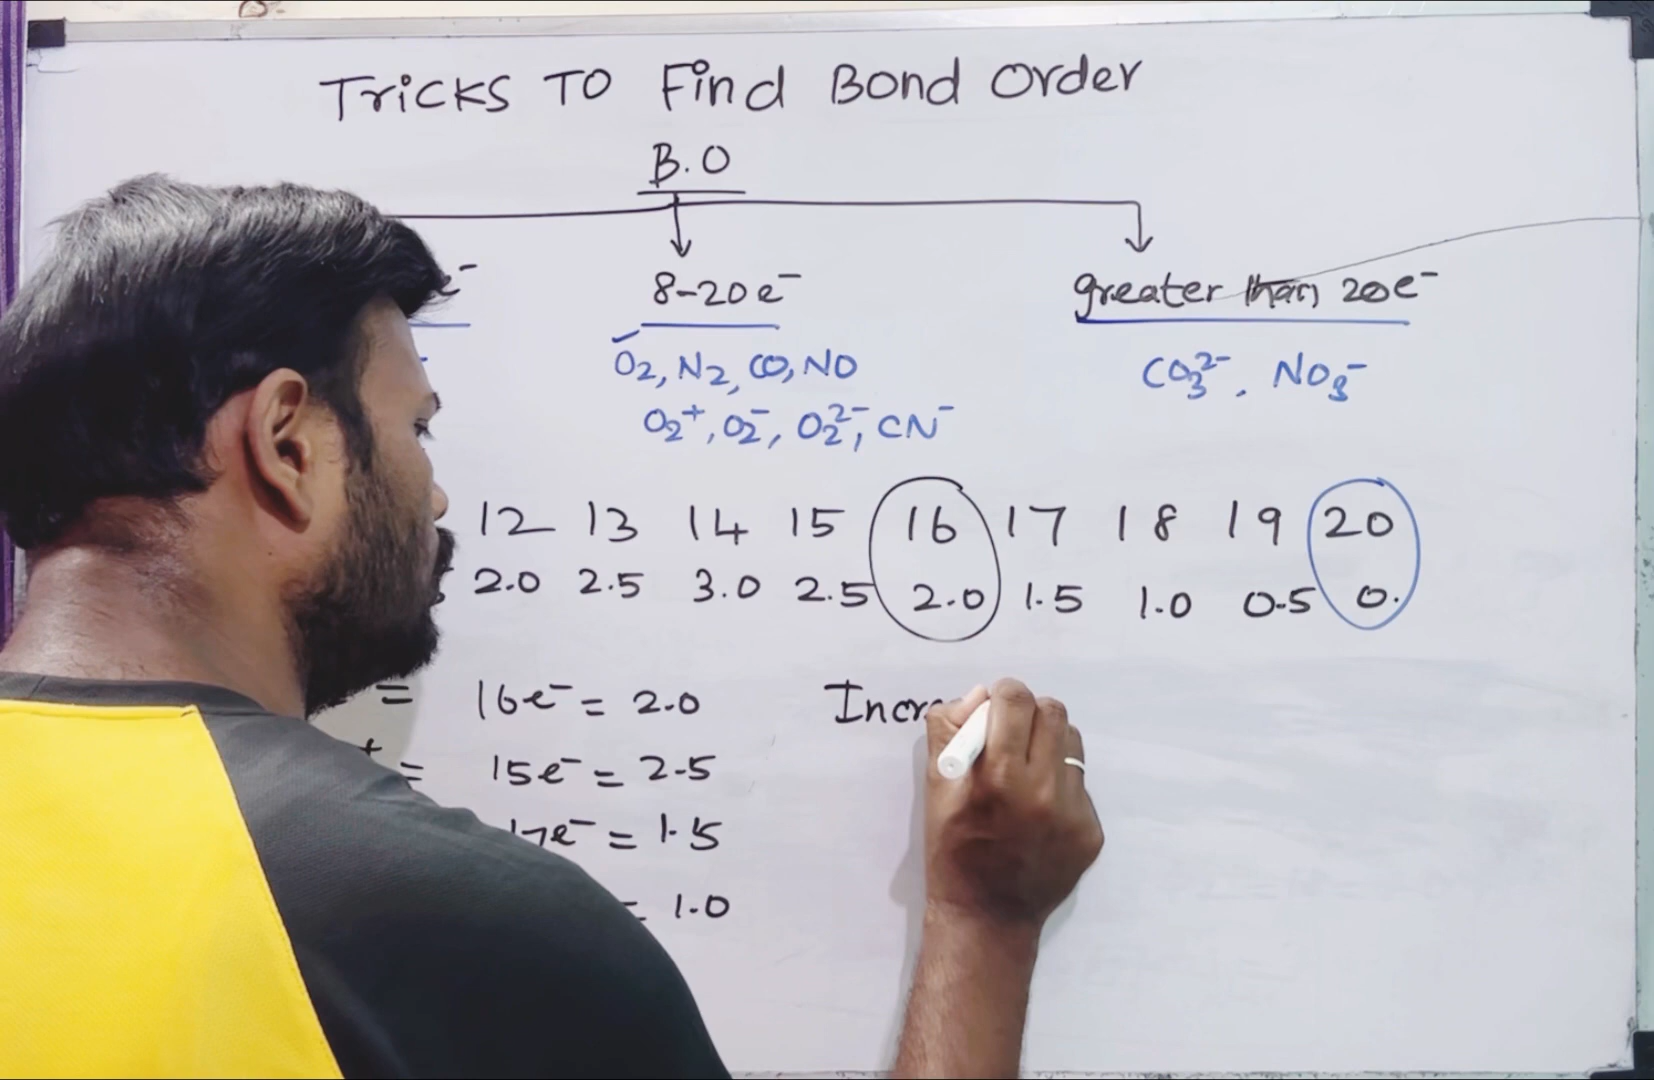 TRICKS TO Find Bond Order
B.O
e⁻ 8-20e⁻ greater than 20e⁻
O₂, N₂, CO, NO CO₃²⁻, NO₃⁻
O₂⁺, O₂⁻, O₂²⁻, CN⁻
12 13 14 15 16 17 18 19 20
2.0 2.5 3.0 2.5 2.0 1.5 1.0 0.5 0.
= 16e⁻ = 2.0 Incr
+ = 15e⁻ = 2.5
17e⁻ = 1.5
= 1.0